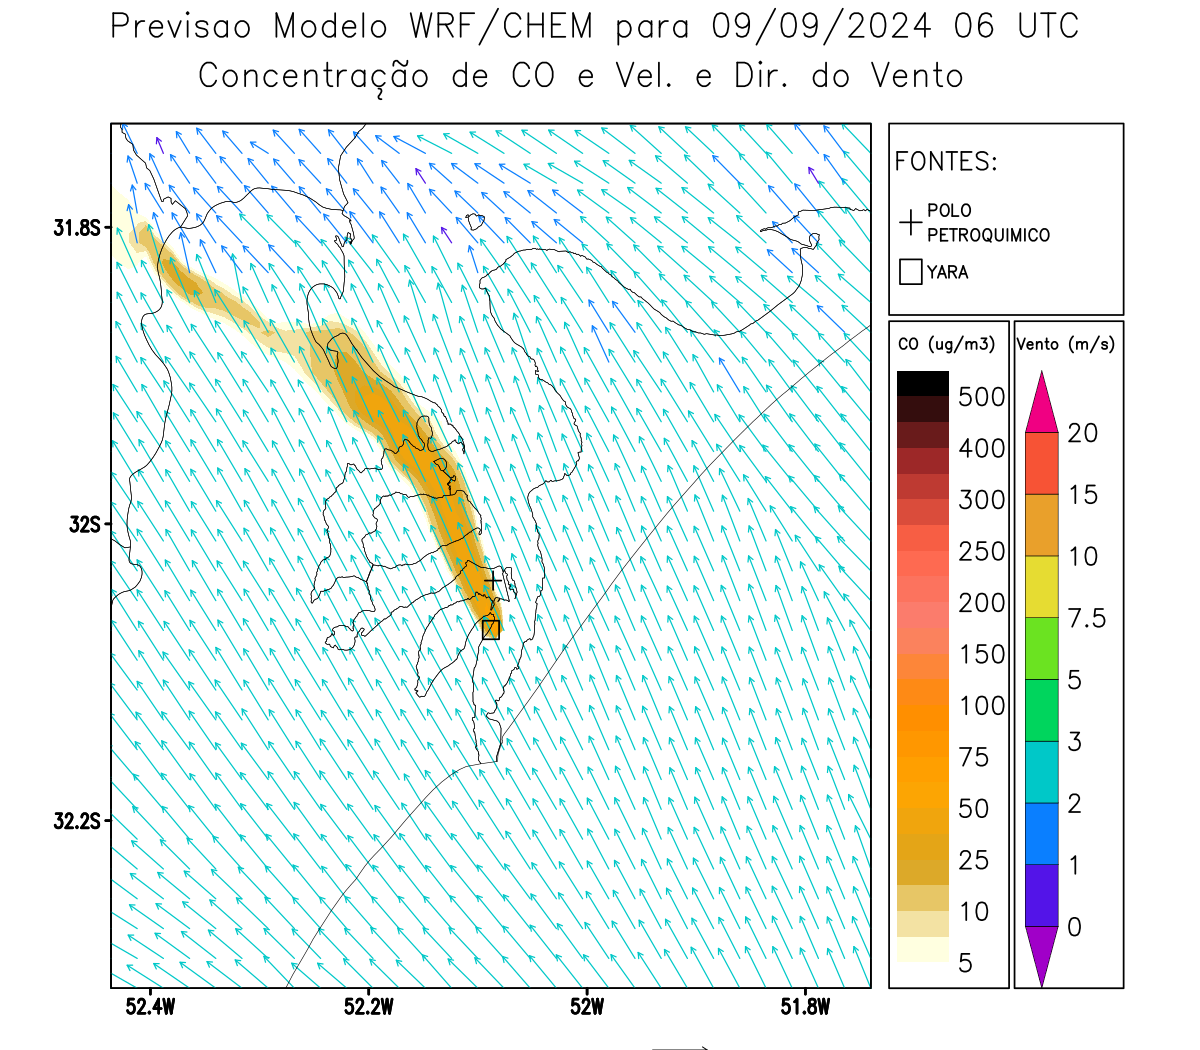 Previsao Modelo WRF/CHEM para 09/09/2024 06 UTC
Concentração de CO e Vel. e Dir. do Vento
FONTES:
POLO
PETROQUIMICO
YARA
CO (ug/m3)
500
400
300
250
200
150
100
75
50
25
10
5
Vento (m/s)
20
15
10
7.5
5
3
2
1
0
31.8S
32S
32.2S
52.4W
52.2W
52W
51.8W